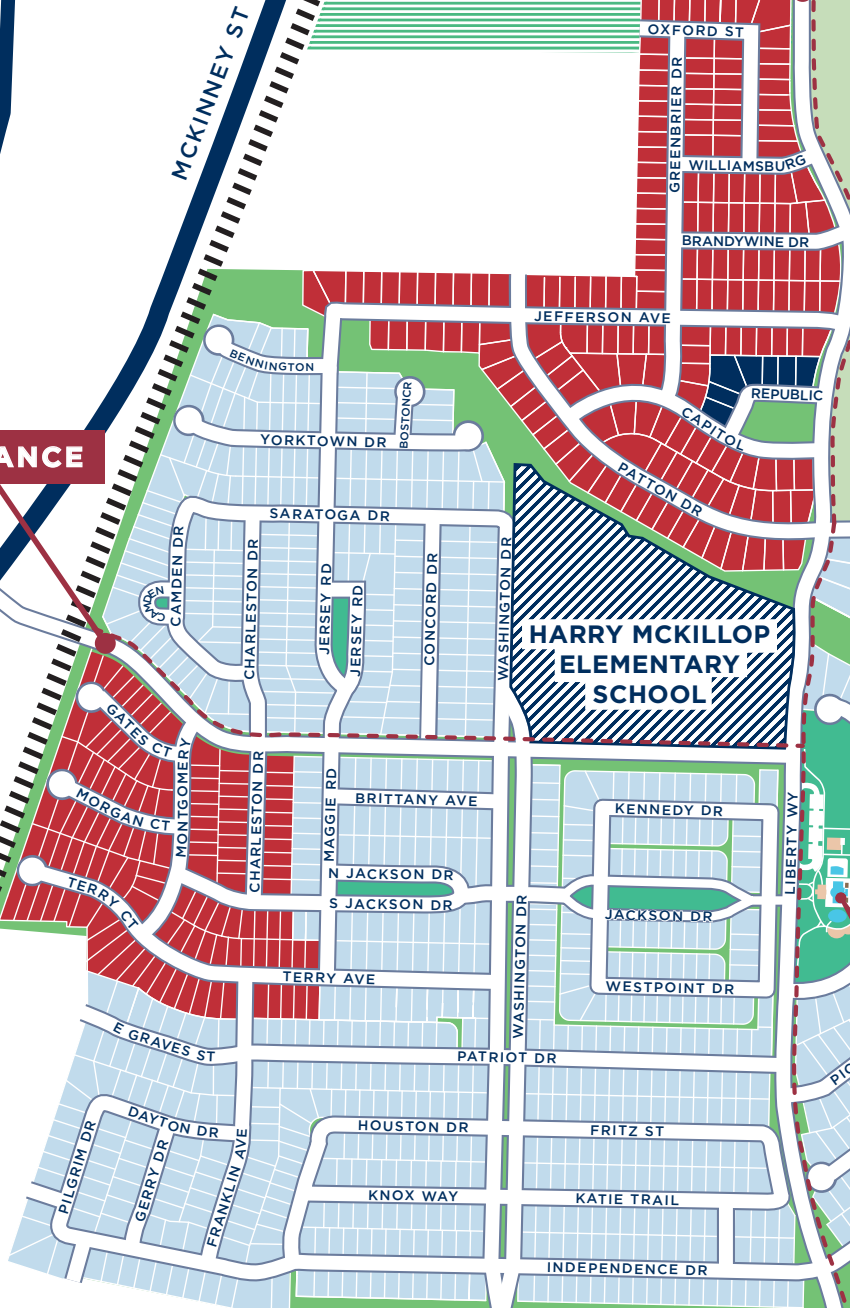 MCKINNEY ST
OXFORD ST
GREENBRIER DR
WILLIAMSBURG
BRANDYWINE DR
JEFFERSON AVE
REPUBLIC
CAPITOL
PATTON DR
BENNINGTON
BOSTONCR
YORKTOWN DR
ANCE
SARATOGA DR
CAMDEN DR
CAMDEN
CHARLESTON DR
JERSEY RD
JERSEY RD
CONCORD DR
WASHINGTON DR
HARRY MCKILLOP
ELEMENTARY
SCHOOL
GATES CT
MONTGOMERY
MORGAN CT
TERRY CT
CHARLESTON DR
MAGGIE RD
BRITTANY AVE
N JACKSON DR
S JACKSON DR
WASHINGTON DR
KENNEDY DR
JACKSON DR
WESTPOINT DR
LIBERTY WY
TERRY AVE
E GRAVES ST
PATRIOT DR
PIC
DAYTON DR
PILGRIM DR
GERRY DR
FRANKLIN AVE
HOUSTON DR
FRITZ ST
KNOX WAY
KATIE TRAIL
INDEPENDENCE DR